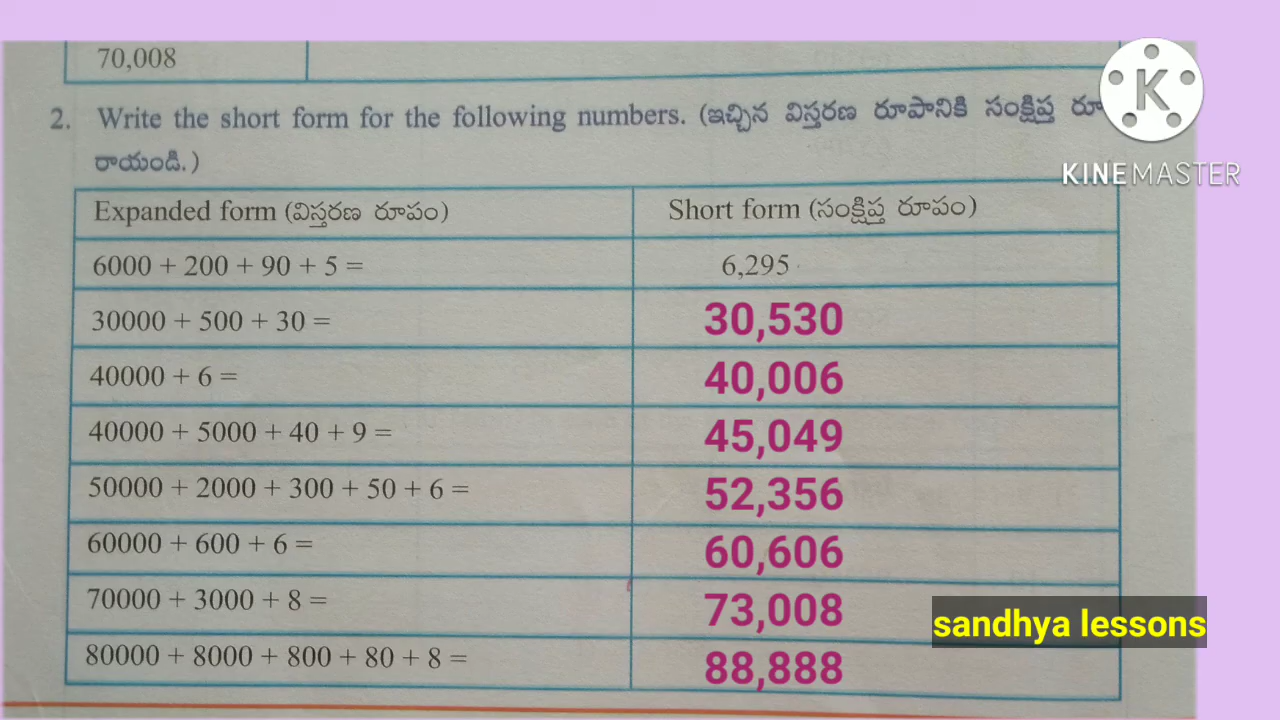 70,008
2. Write the short form for the following numbers. (ఇచ్చిన విస్తరణ రూపానికి సంక్షిప్త
రాయండి.)
Expanded form (విస్తరణ రూపం) Short form (సంక్షిప్త రూపం)
6000 + 200 + 90 + 5 = 6,295
30000 + 500 + 30 = 30,530
40000 + 6 = 40,006
40000 + 5000 + 40 + 9 = 45,049
50000 + 2000 + 300 + 50 + 6 = 52,356
60000 + 600 + 6 = 60,606
70000 + 3000 + 8 = 73,008
80000 + 8000 + 800 + 80 + 8 = 88,888
K
KINEMASTER
sandhya lessons